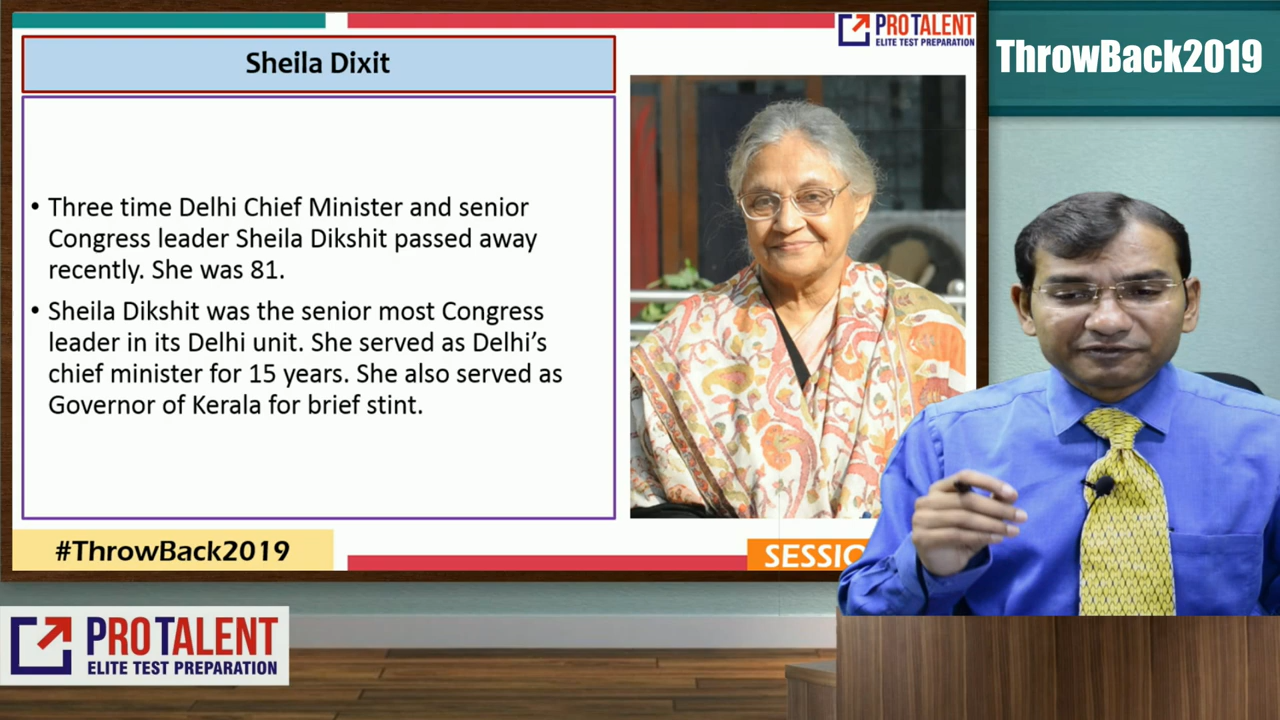 PROTALENT
ELITE TEST PREPARATION
ThrowBack2019
Sheila Dixit
• Three time Delhi Chief Minister and senior
Congress leader Sheila Dikshit passed away
recently. She was 81.
• Sheila Dikshit was the senior most Congress
leader in its Delhi unit. She served as Delhi’s
chief minister for 15 years. She also served as
Governor of Kerala for brief stint.
#ThrowBack2019
PROTALENT
ELITE TEST PREPARATION